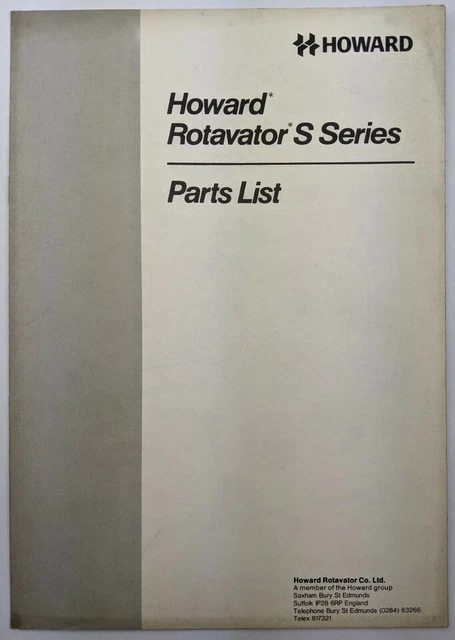 HOWARD
Howard*
Rotavator* S Series
Parts List
Howard Rotavator Co. Ltd.
A member of the Howard group
Saxham Bury St Edmunds
Suffolk IP28 6RP England
Telephone Bury St Edmunds (0284) 63266
Telex 817321